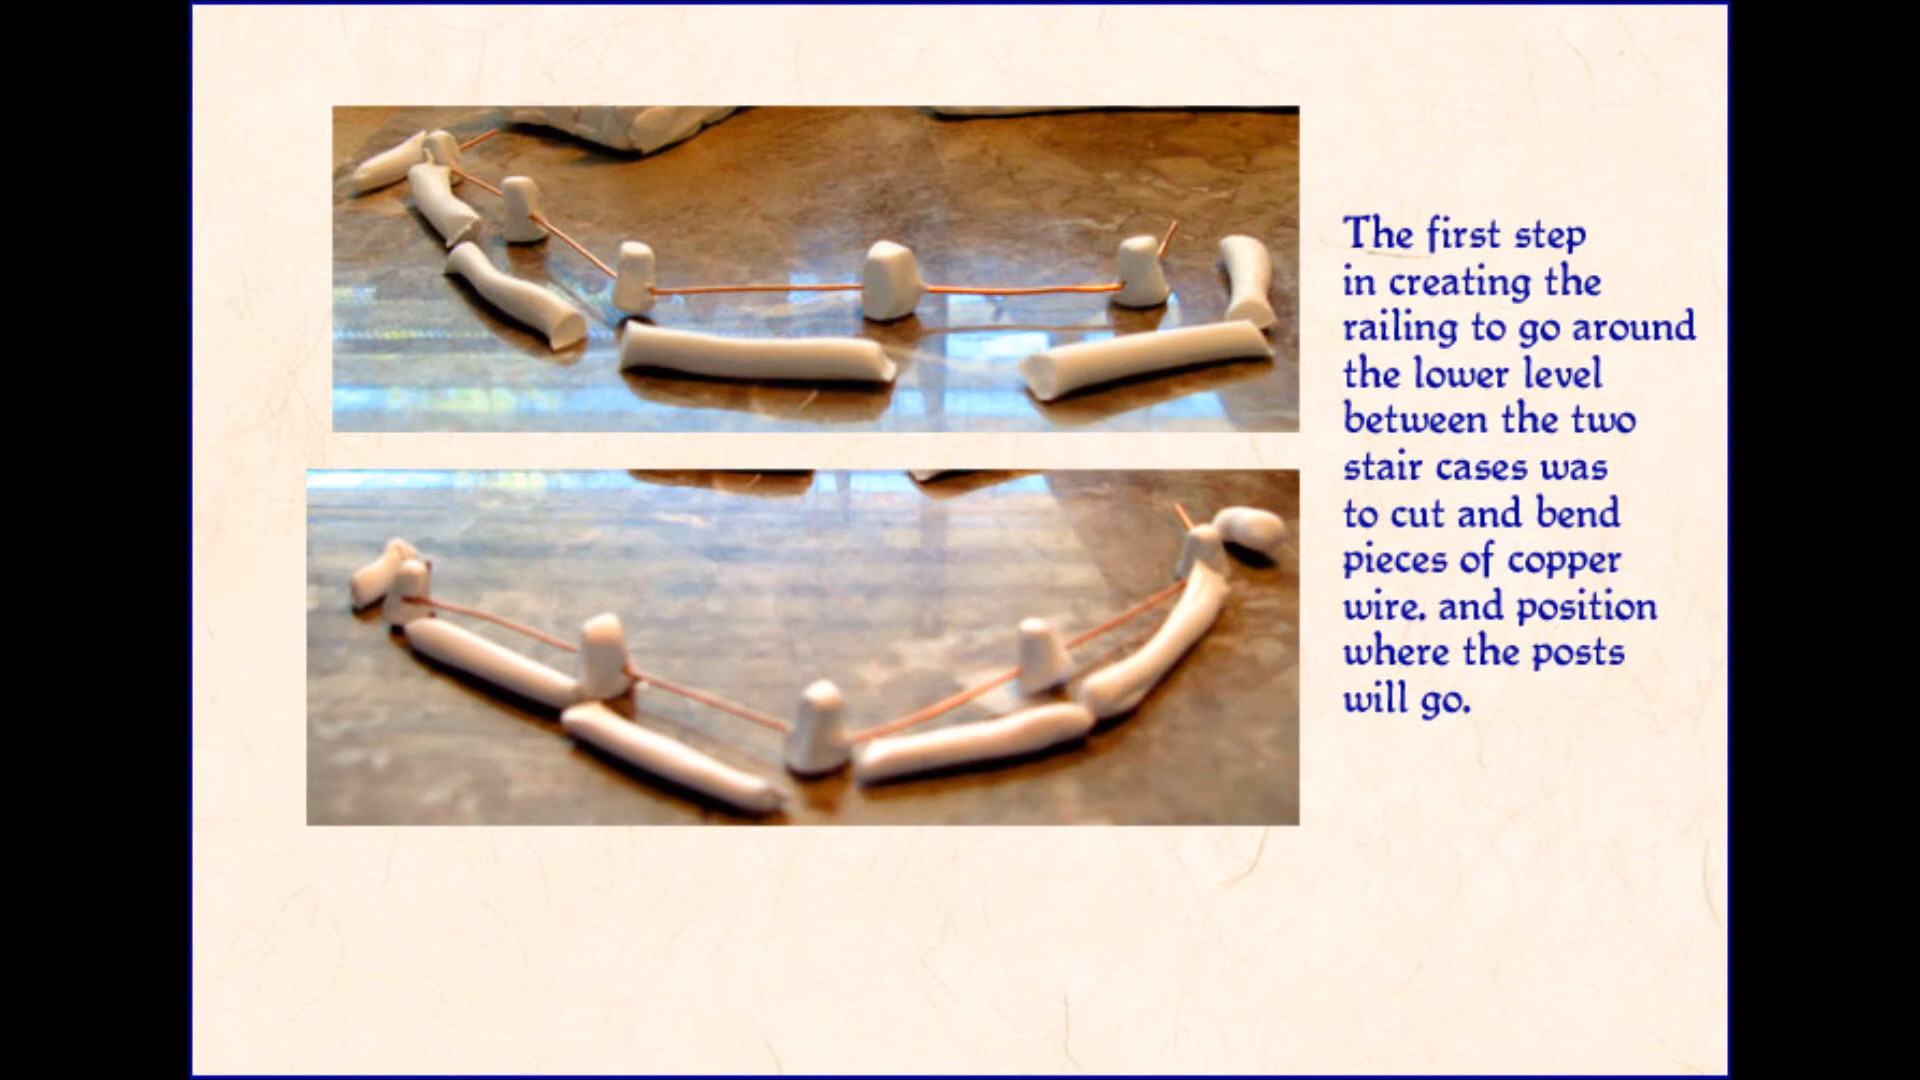 The first step
in creating the
railing to go around
the lower level
between the two
stair cases was
to cut and bend
pieces of copper
wire. and position
where the posts
will go.